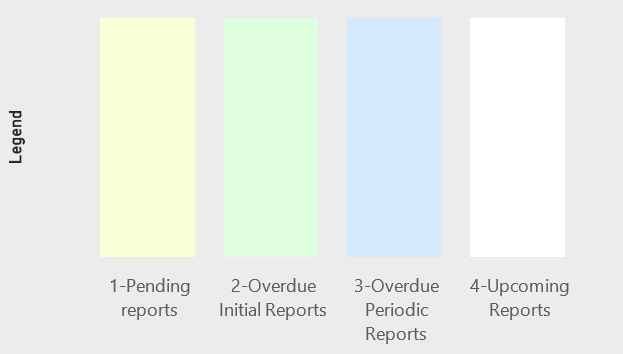 Legend
1-Pending
reports
2-Overdue
Initial Reports
3-Overdue
Periodic
Reports
4-Upcoming
Reports